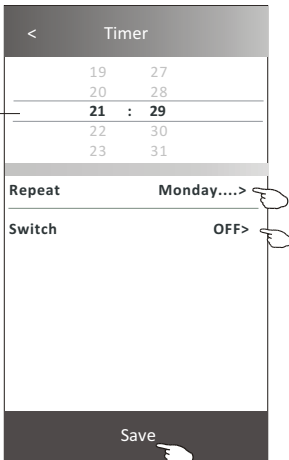 < Timer
19 27
20 28
21 : 29
22 30
23 31
Repeat Monday....>
Switch OFF>
Save